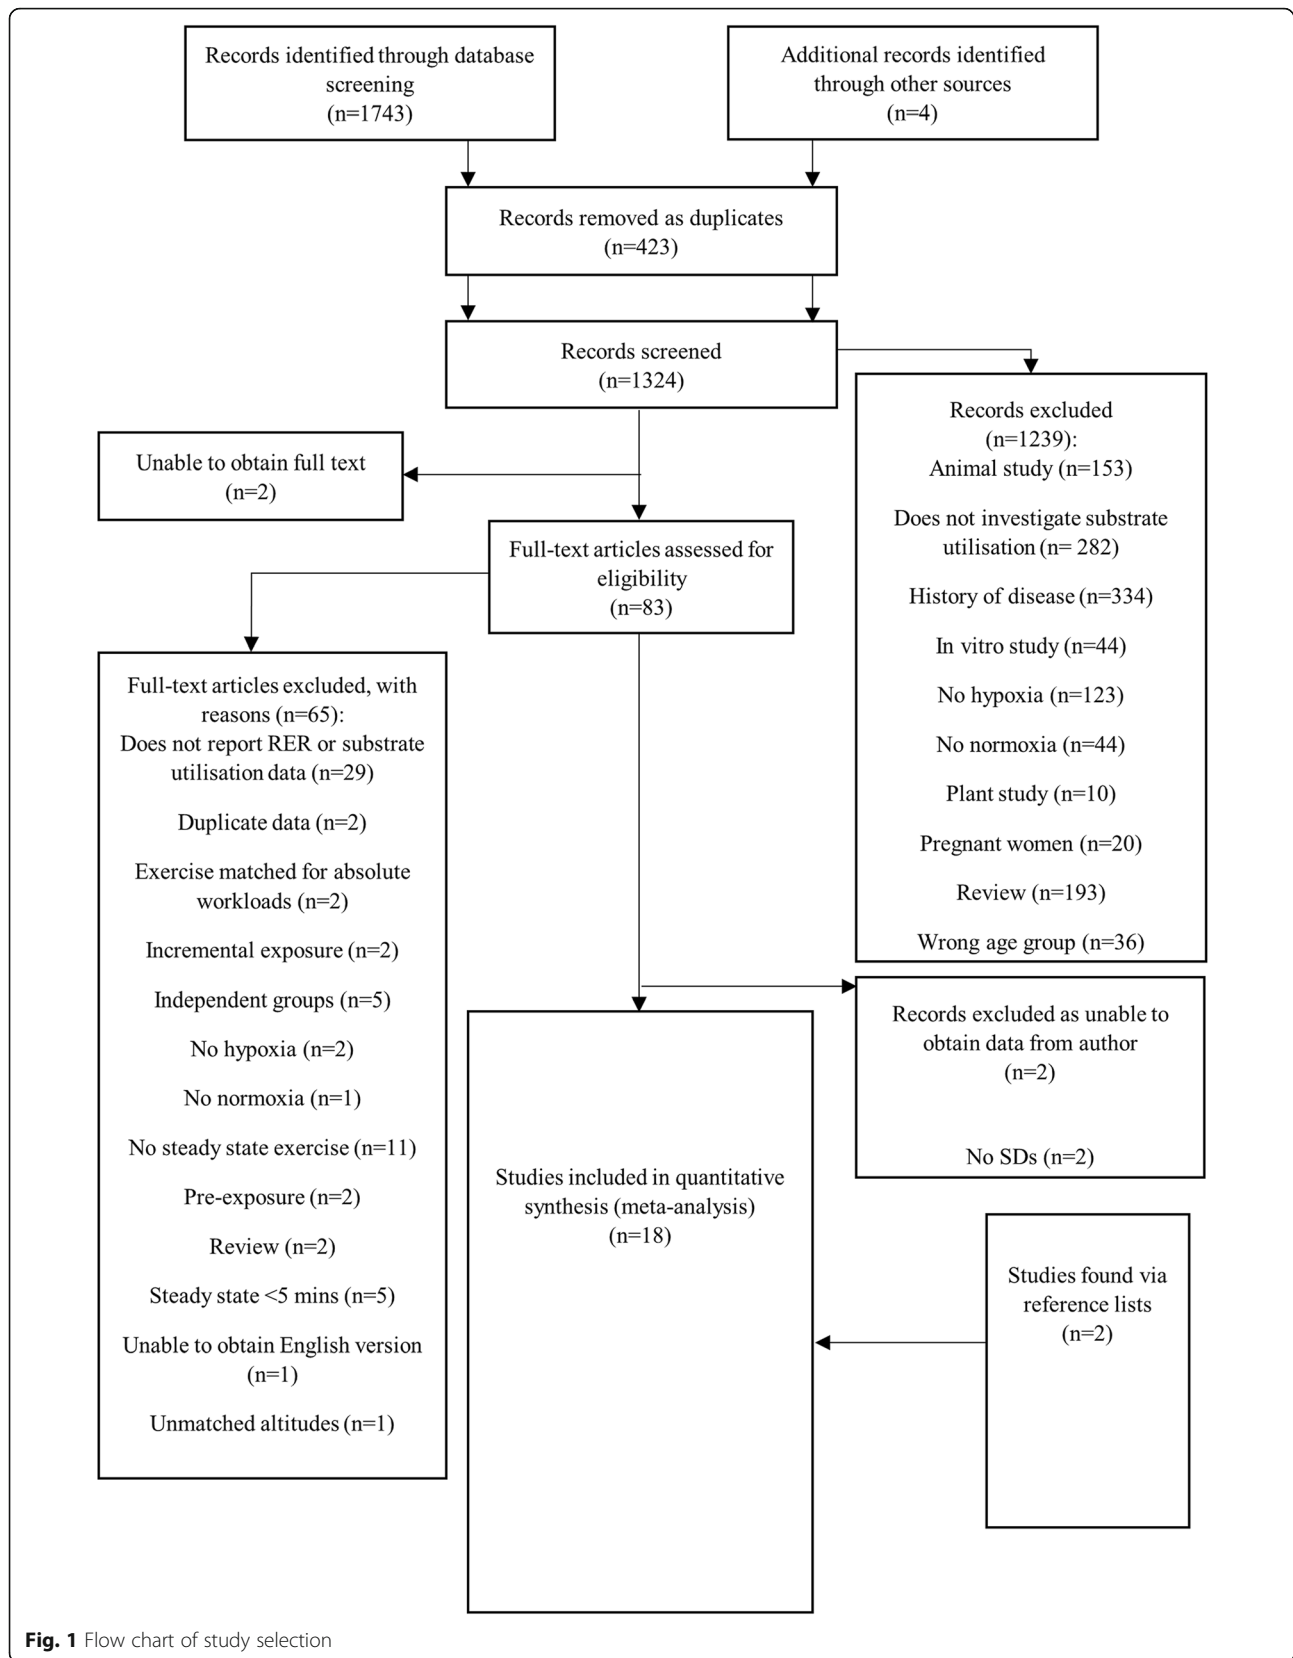 Records identified through database
screening
(n=1743)
Additional records identified
through other sources
(n=4)
Records removed as duplicates
(n=423)
Records screened
(n=1324)
Records excluded
(n=1239):
Animal study (n=153)
Does not investigate substrate
utilisation (n= 282)
History of disease (n=334)
In vitro study (n=44)
No hypoxia (n=123)
No normoxia (n=44)
Plant study (n=10)
Pregnant women (n=20)
Review (n=193)
Wrong age group (n=36)
Unable to obtain full text
(n=2)
Full-text articles assessed for
eligibility
(n=83)
Full-text articles excluded, with
reasons (n=65):
Does not report RER or substrate
utilisation data (n=29)
Duplicate data (n=2)
Exercise matched for absolute
workloads (n=2)
Incremental exposure (n=2)
Independent groups (n=5)
No hypoxia (n=2)
No normoxia (n=1)
No steady state exercise (n=11)
Pre-exposure (n=2)
Review (n=2)
Steady state <5 mins (n=5)
Unable to obtain English version
(n=1)
Unmatched altitudes (n=1)
Records excluded as unable to
obtain data from author
(n=2)
No SDs (n=2)
Studies included in quantitative
synthesis (meta-analysis)
(n=18)
Studies found via
reference lists
(n=2)
Fig. 1 Flow chart of study selection